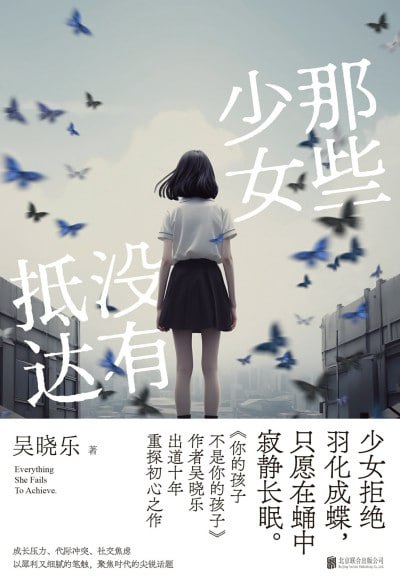 那些
少女
没有
抵达
吴晓乐 著
Everything
She Fails
To Achieve.
《你的孩子
不是你的孩子》
作者吴晓乐
出道十年
重探初心之作
少女拒绝
羽化成蝶，
只愿在蛹中
寂静长眠。
成长压力、代际冲突、社交焦虑
以犀利又细腻的笔触，聚焦时代的尖锐话题
北京联合出版公司